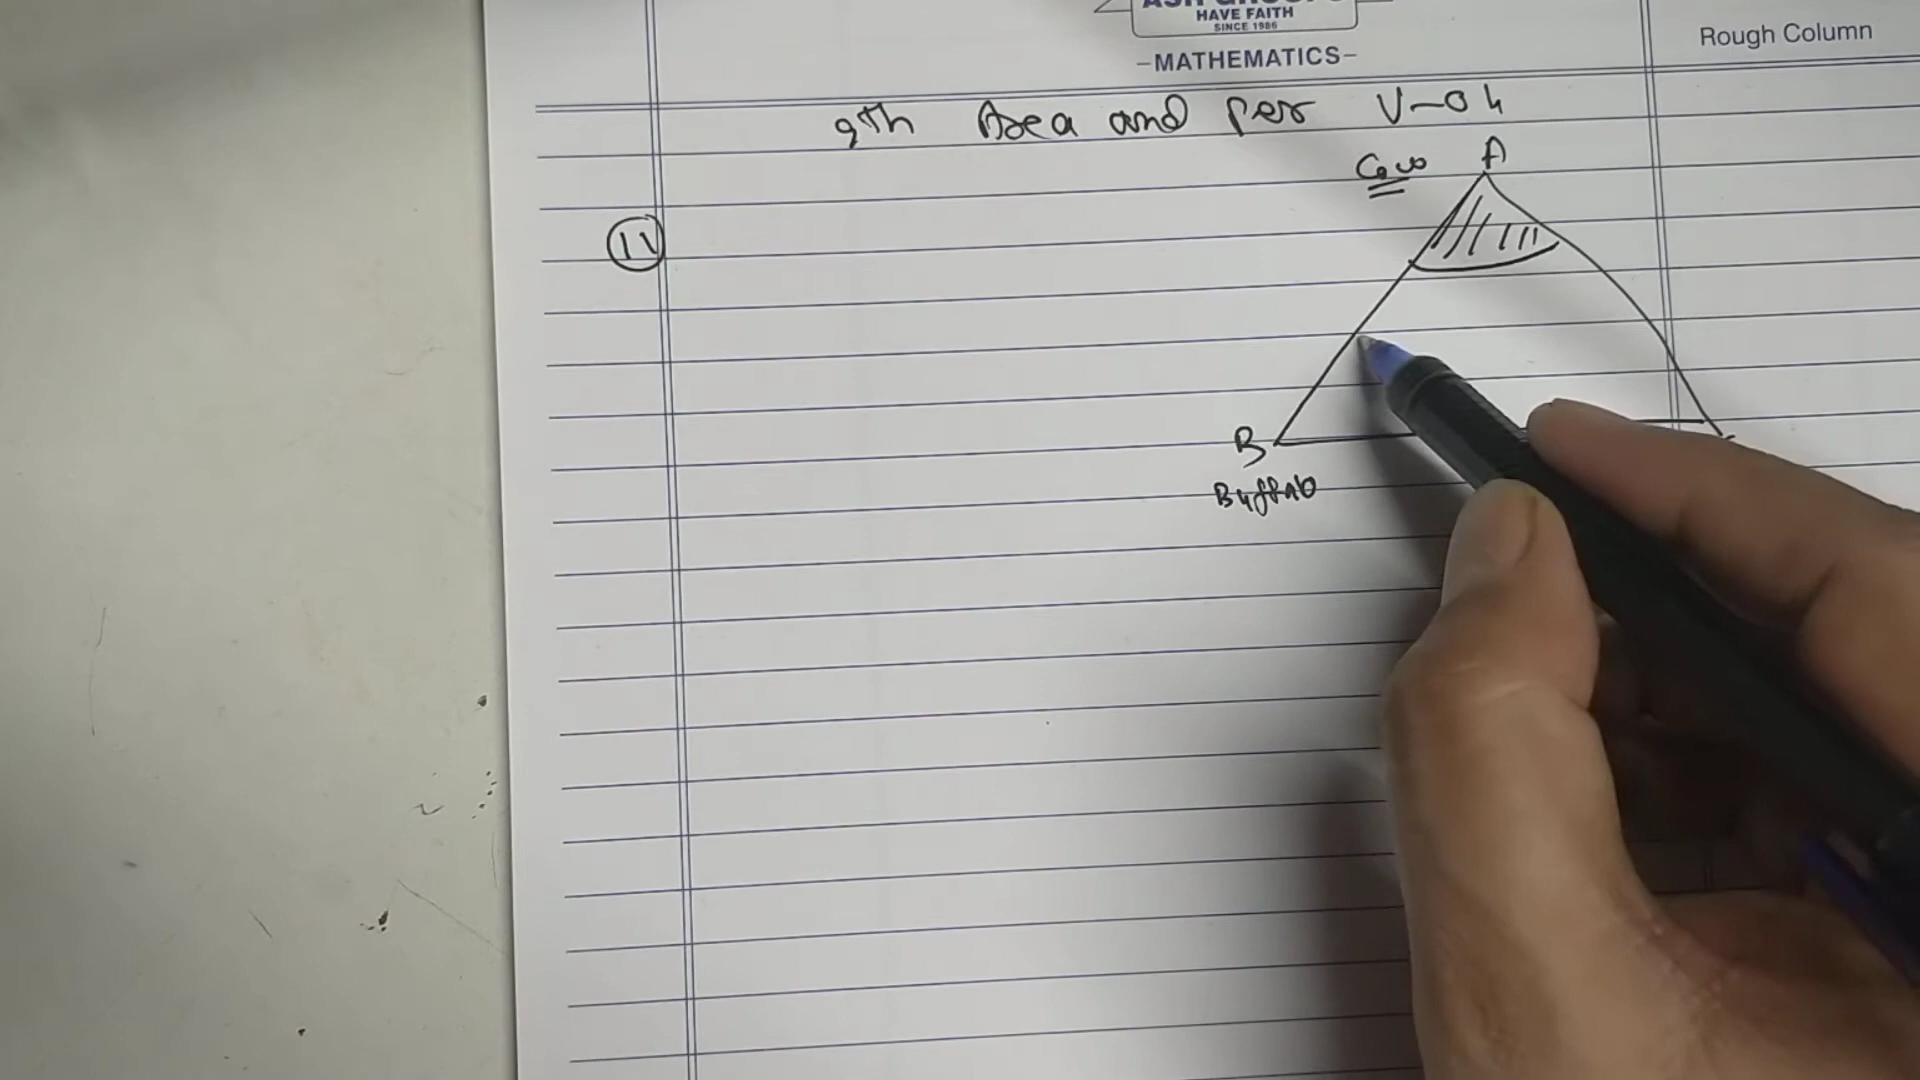 HAVE FAITH
SINCE 1986
-MATHEMATICS-
Rough Column
9th Area and per V-04
Cow A
11
B
Buffalo